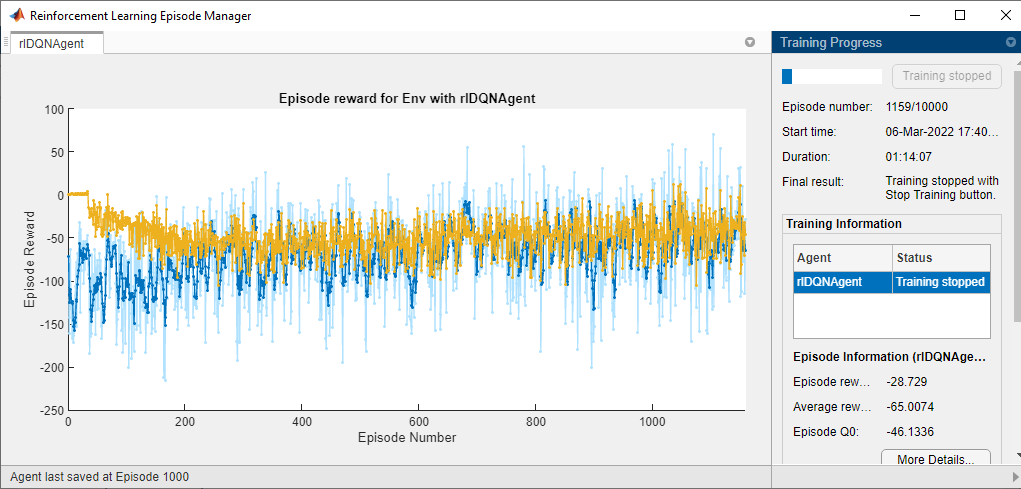 Reinforcement Learning Episode Manager
rlDQNAgent
Episode reward for Env with rlDQNAgent
100
50
0
-50
-100
-150
-200
-250
Episode Reward
0
200
400
600
800
1000
Episode Number
Agent last saved at Episode 1000
Training Progress
Training stopped
Episode number: 1159/10000
Start time: 06-Mar-2022 17:40...
Duration: 01:14:07
Final result: Training stopped with
Stop Training button.
Training Information
Agent Status
rlDQNAgent Training stopped
Episode Information (rlDQNAge...
Episode rew... -28.729
Average rew... -65.0074
Episode Q0: -46.1336
More Details...